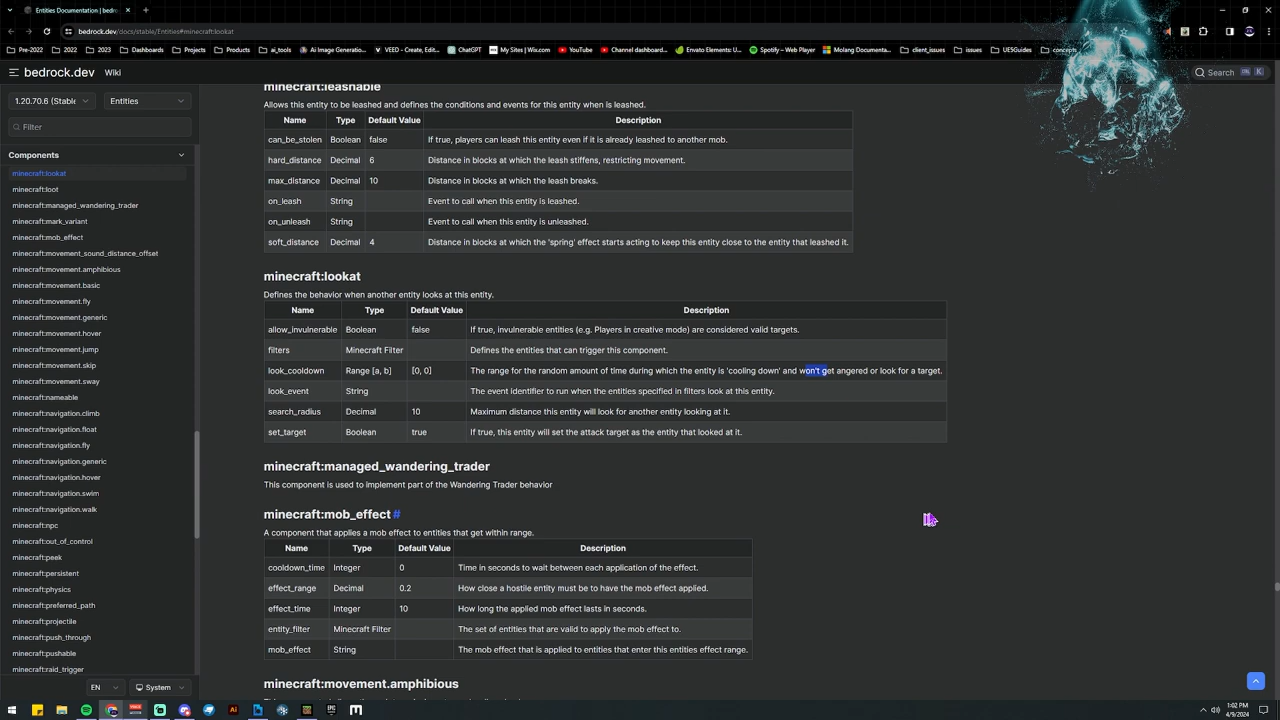 Entities Documentation | bedro
bedrock.dev/docs/stable/Entities#minecraft:lookat
Pre-2022 2022 2023 Dashboards Projects Products ai_tools Ai Image Generation... VEED - Create, Edit... ChatGPT My Sites | Wix.com YouTube Channel dashboard... Envato Elements: U... Spotify – Web Player Molang Documenta... client_issues issues UE5Guides concepts
bedrock.dev Wiki Search Ctrl K
1.20.70.6 (Stable Entities
Filter
Components
minecraft:lookat
minecraft:loot
minecraft:managed_wandering_trader
minecraft:mark_variant
minecraft:mob_effect
minecraft:movement_sound_distance_offset
minecraft:movement.amphibious
minecraft:movement.basic
minecraft:movement.fly
minecraft:movement.generic
minecraft:movement.hover
minecraft:movement.jump
minecraft:movement.skip
minecraft:movement.sway
minecraft:nameable
minecraft:navigation.climb
minecraft:navigation.float
minecraft:navigation.fly
minecraft:navigation.generic
minecraft:navigation.hover
minecraft:navigation.swim
minecraft:navigation.walk
minecraft:npc
minecraft:out_of_control
minecraft:peek
minecraft:persistent
minecraft:physics
minecraft:preferred_path
minecraft:projectile
minecraft:push_through
minecraft:pushable
minecraft:raid_trigger
EN System
minecraft:leashable
Allows this entity to be leashed and defines the conditions and events for this entity when is leashed.
Name Type Default Value Description
can_be_stolen Boolean false If true, players can leash this entity even if it is already leashed to another mob.
hard_distance Decimal 6 Distance in blocks at which the leash stiffens, restricting movement.
max_distance Decimal 10 Distance in blocks at which the leash breaks.
on_leash String Event to call when this entity is leashed.
on_unleash String Event to call when this entity is unleashed.
soft_distance Decimal 4 Distance in blocks at which the 'spring' effect starts acting to keep this entity close to the entity that leashed it.
minecraft:lookat
Defines the behavior when another entity looks at this entity.
Name Type Default Value Description
allow_invulnerable Boolean false If true, invulnerable entities (e.g. Players in creative mode) are considered valid targets.
filters Minecraft Filter Defines the entities that can trigger this component.
look_cooldown Range [a, b] [0, 0] The range for the random amount of time during which the entity is 'cooling down' and won't get angered or look for a target.
look_event String The event identifier to run when the entities specified in filters look at this entity.
search_radius Decimal 10 Maximum distance this entity will look for another entity looking at it.
set_target Boolean true If true, this entity will set the attack target as the entity that looked at it.
minecraft:managed_wandering_trader
This component is used to implement part of the Wandering Trader behavior
minecraft:mob_effect #
A component that applies a mob effect to entities that get within range.
Name Type Default Value Description
cooldown_time Integer 0 Time in seconds to wait between each application of the effect.
effect_range Decimal 0.2 How close a hostile entity must be to have the mob effect applied.
effect_time Integer 10 How long the applied mob effect lasts in seconds.
entity_filter Minecraft Filter The set of entities that are valid to apply the mob effect to.
mob_effect String The mob effect that is applied to entities that enter this entities effect range.
minecraft:movement.amphibious
1:02 PM
4/9/2024